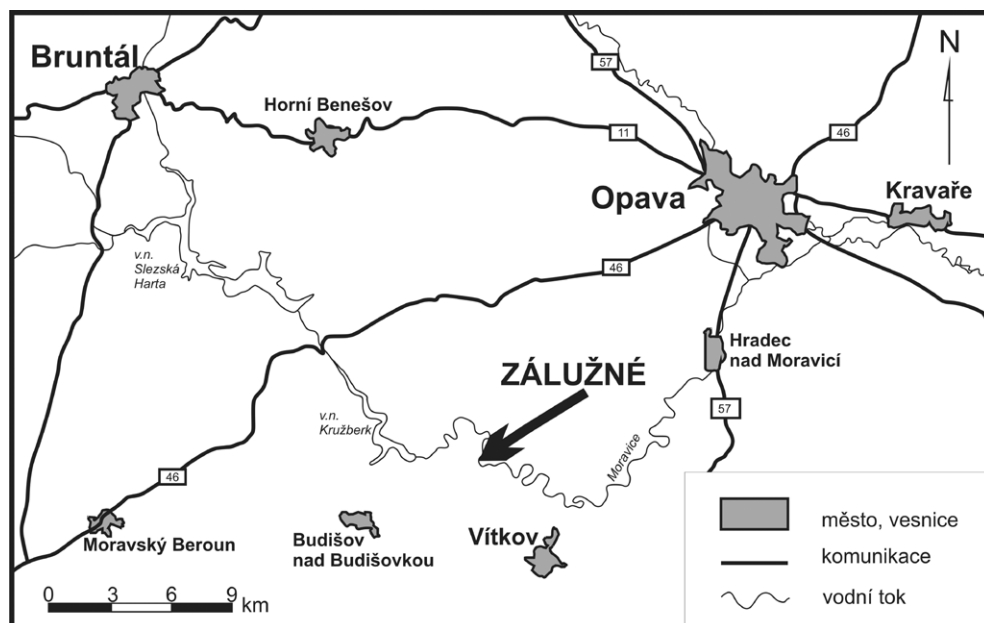 Bruntál
57
N
Horní Benešov
11
46
Opava
Kravaře
v.n.
Slezská
Harta
46
Hradec
nad Moravicí
ZÁLUŽNÉ
v.n.
Kružberk
57
Moravice
46
Moravský Beroun
Budišov
nad Budišovkou
Vítkov
město, vesnice
komunikace
vodní tok
0 3 6 9
km